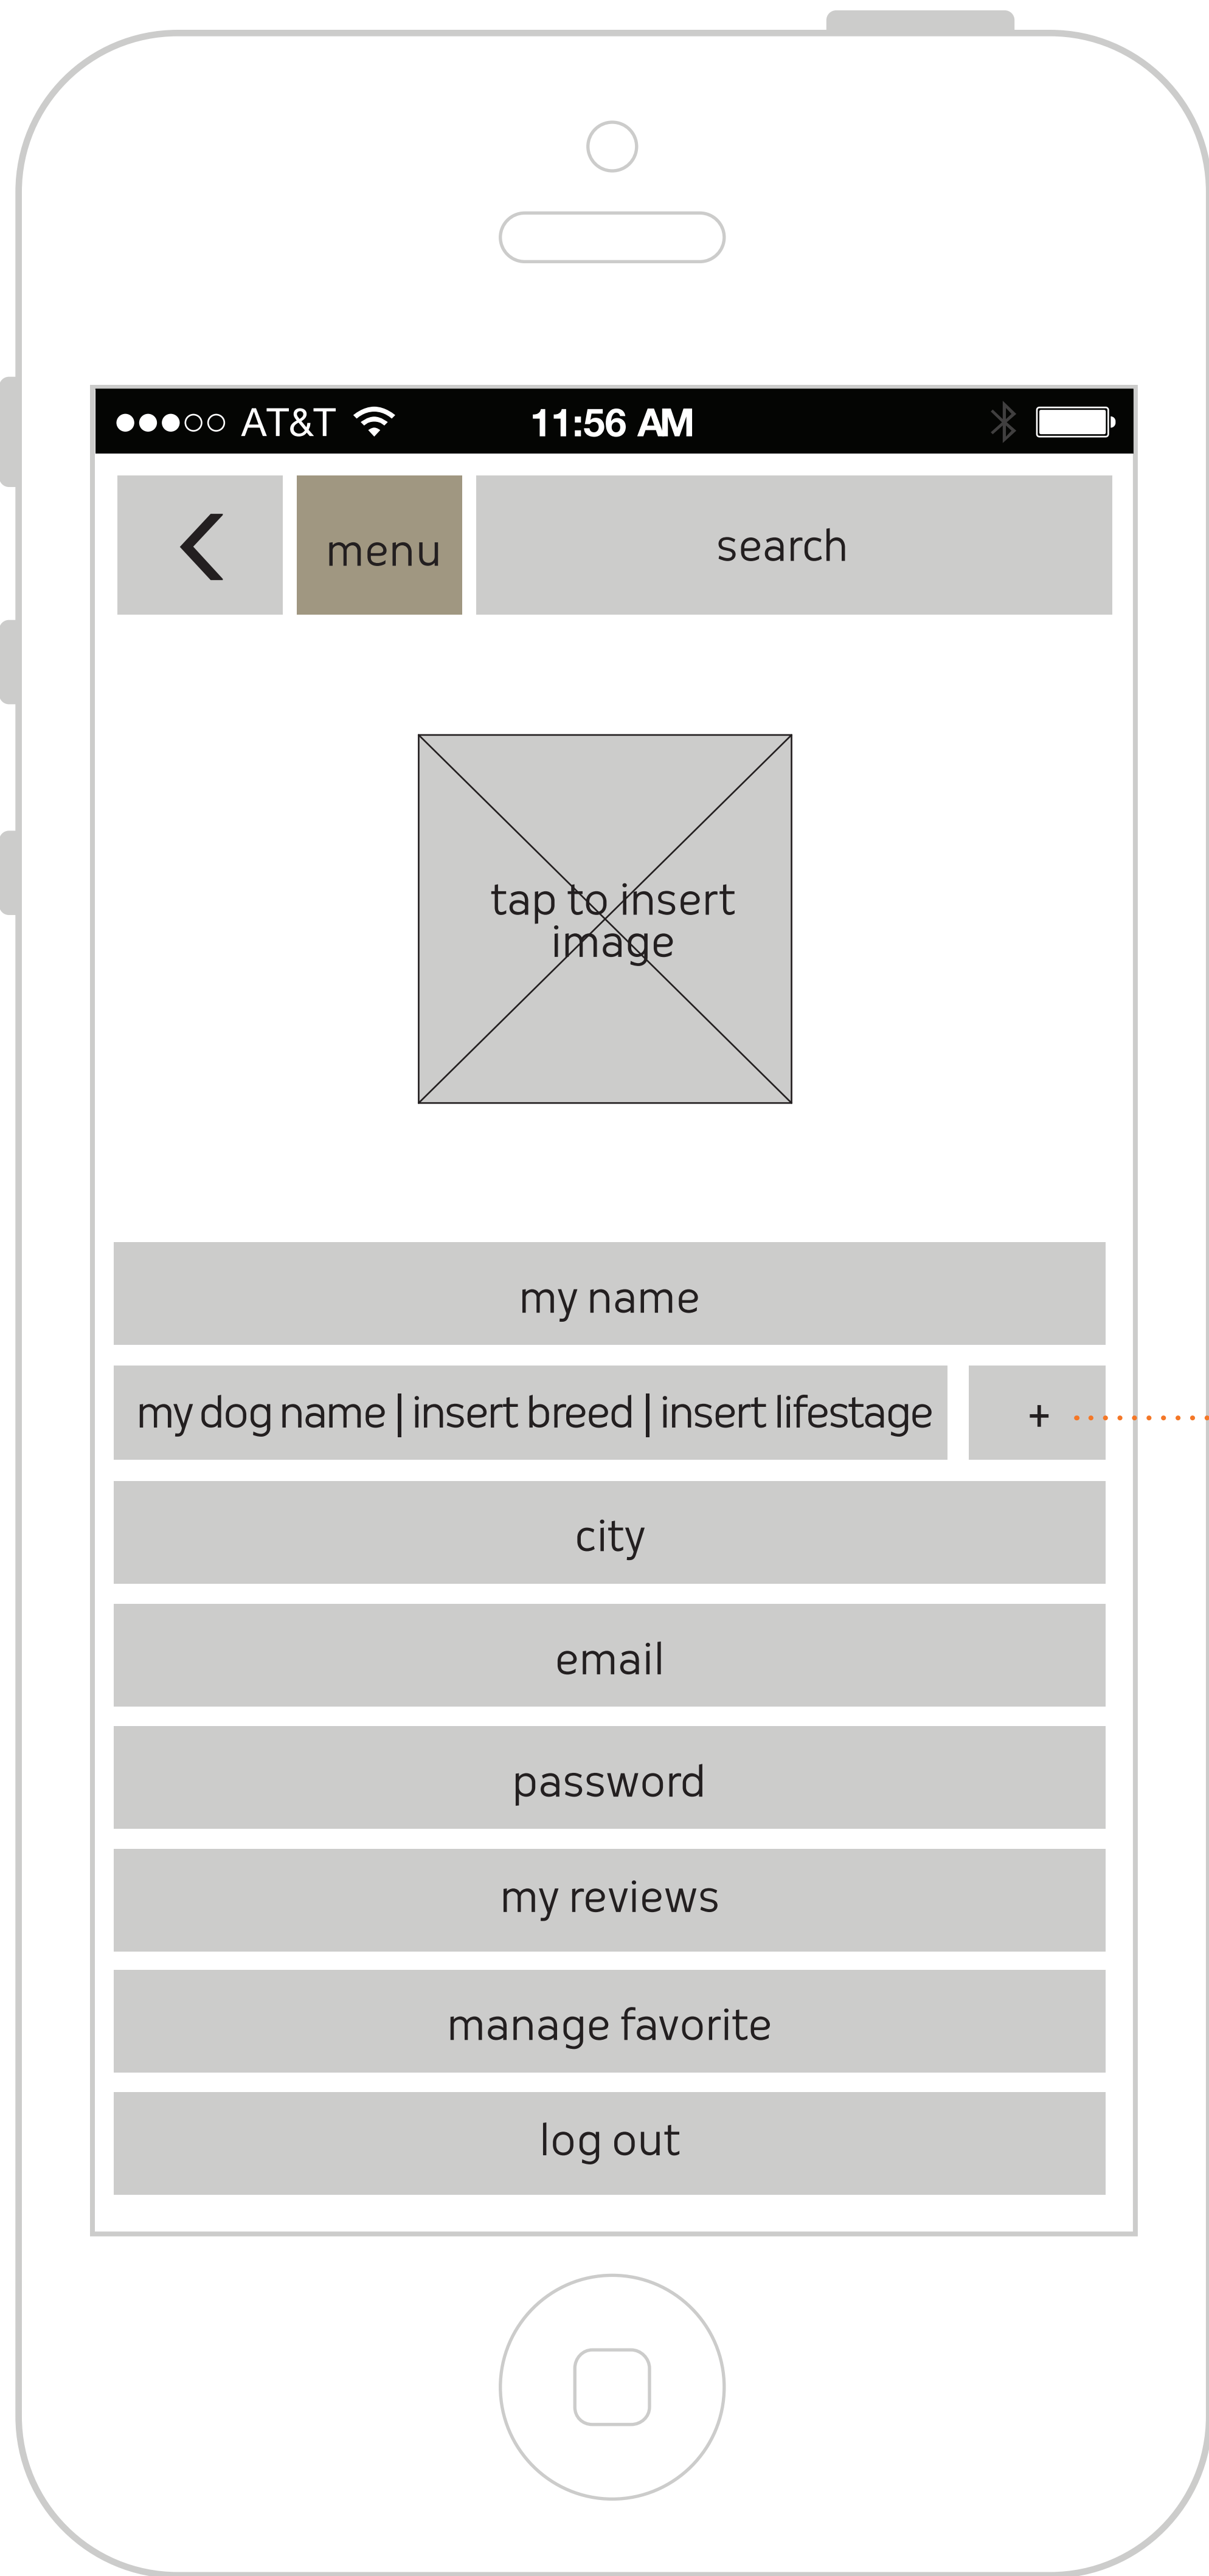 AT&T 11:56 AM
menu search
tap to insert
image
my name
my dog name | insert breed | insert lifestage +
city
email
password
my reviews
manage favorite
log out